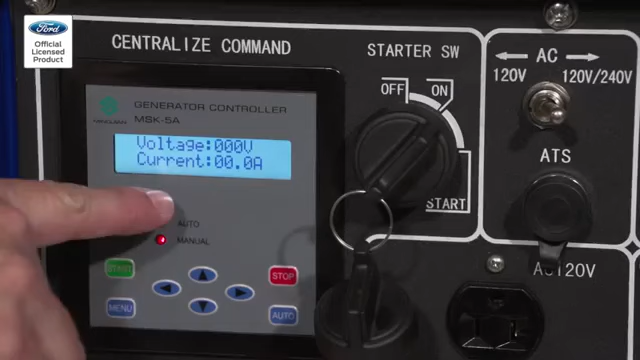 Ford
Official
Licensed
Product
CENTRALIZE COMMAND
STARTER SW
OFF
ON
START
AC
120V
120V/240V
ATS
AC120V
GENERATOR CONTROLLER
MSK-5A
Voltage:000V
Current:00.0A
AUTO
MANUAL
START
STOP
MENU
AUTO